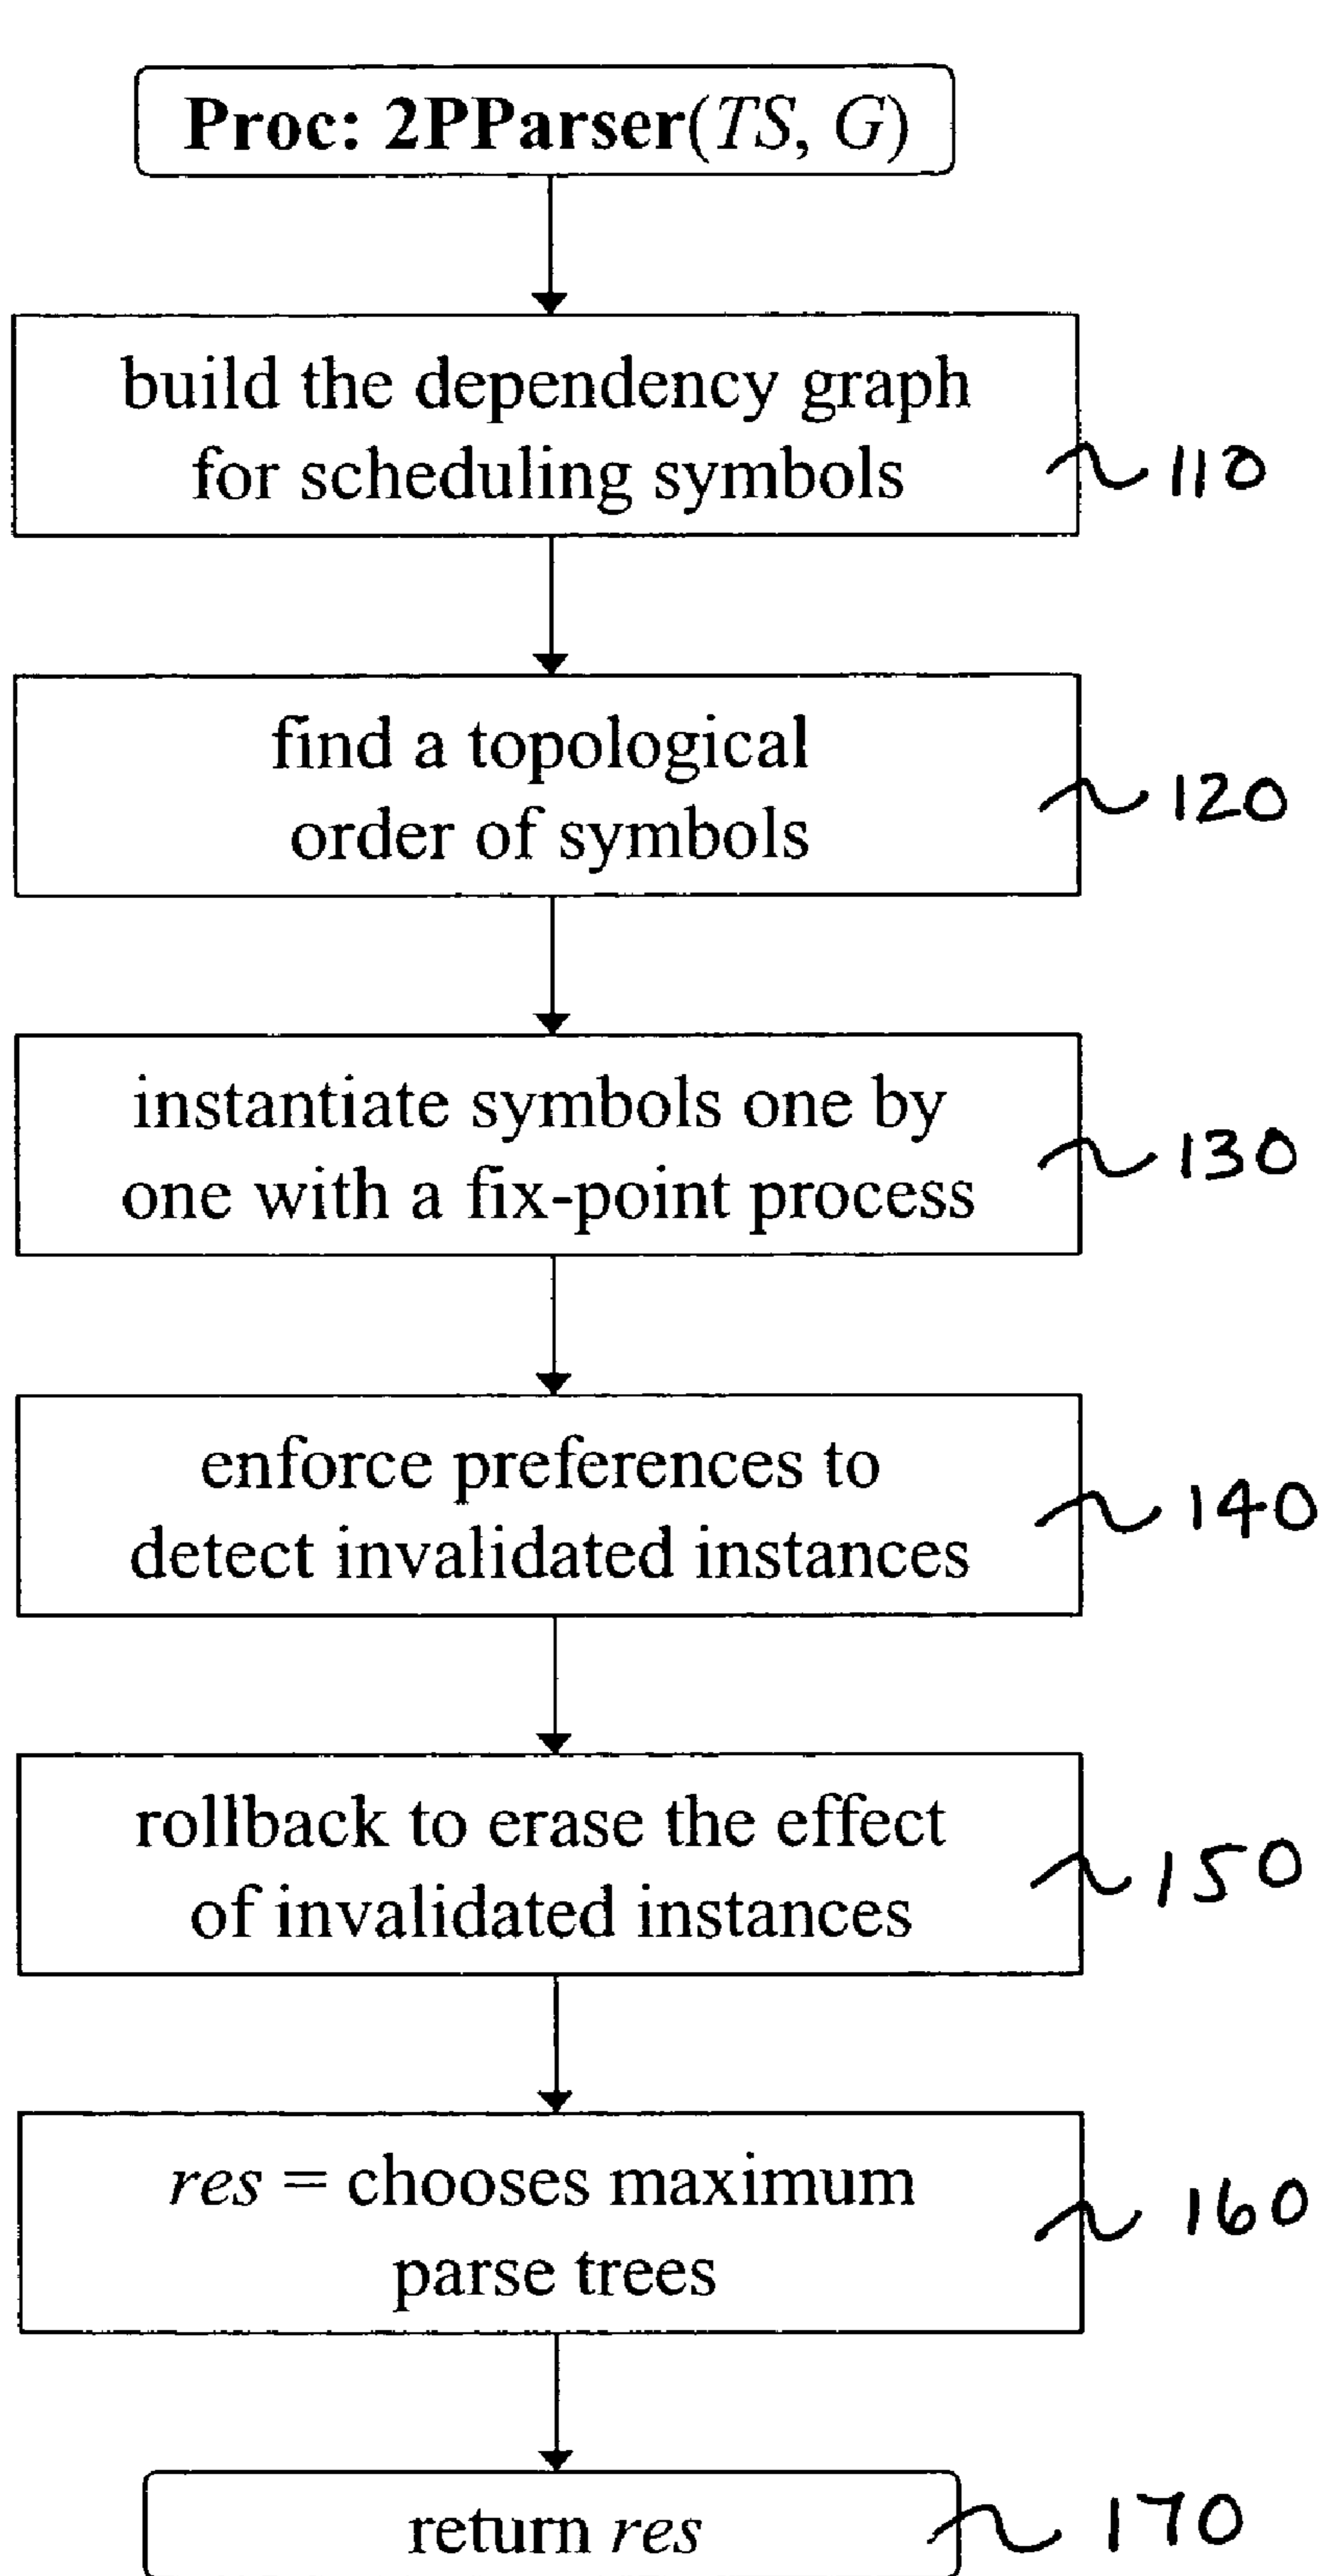 Proc: 2PParser(TS, G)
build the dependency graph
for scheduling symbols
110
find a topological
order of symbols
120
instantiate symbols one by
one with a fix-point process
130
enforce preferences to
detect invalidated instances
140
rollback to erase the effect
of invalidated instances
150
res = chooses maximum
parse trees
160
return res
170